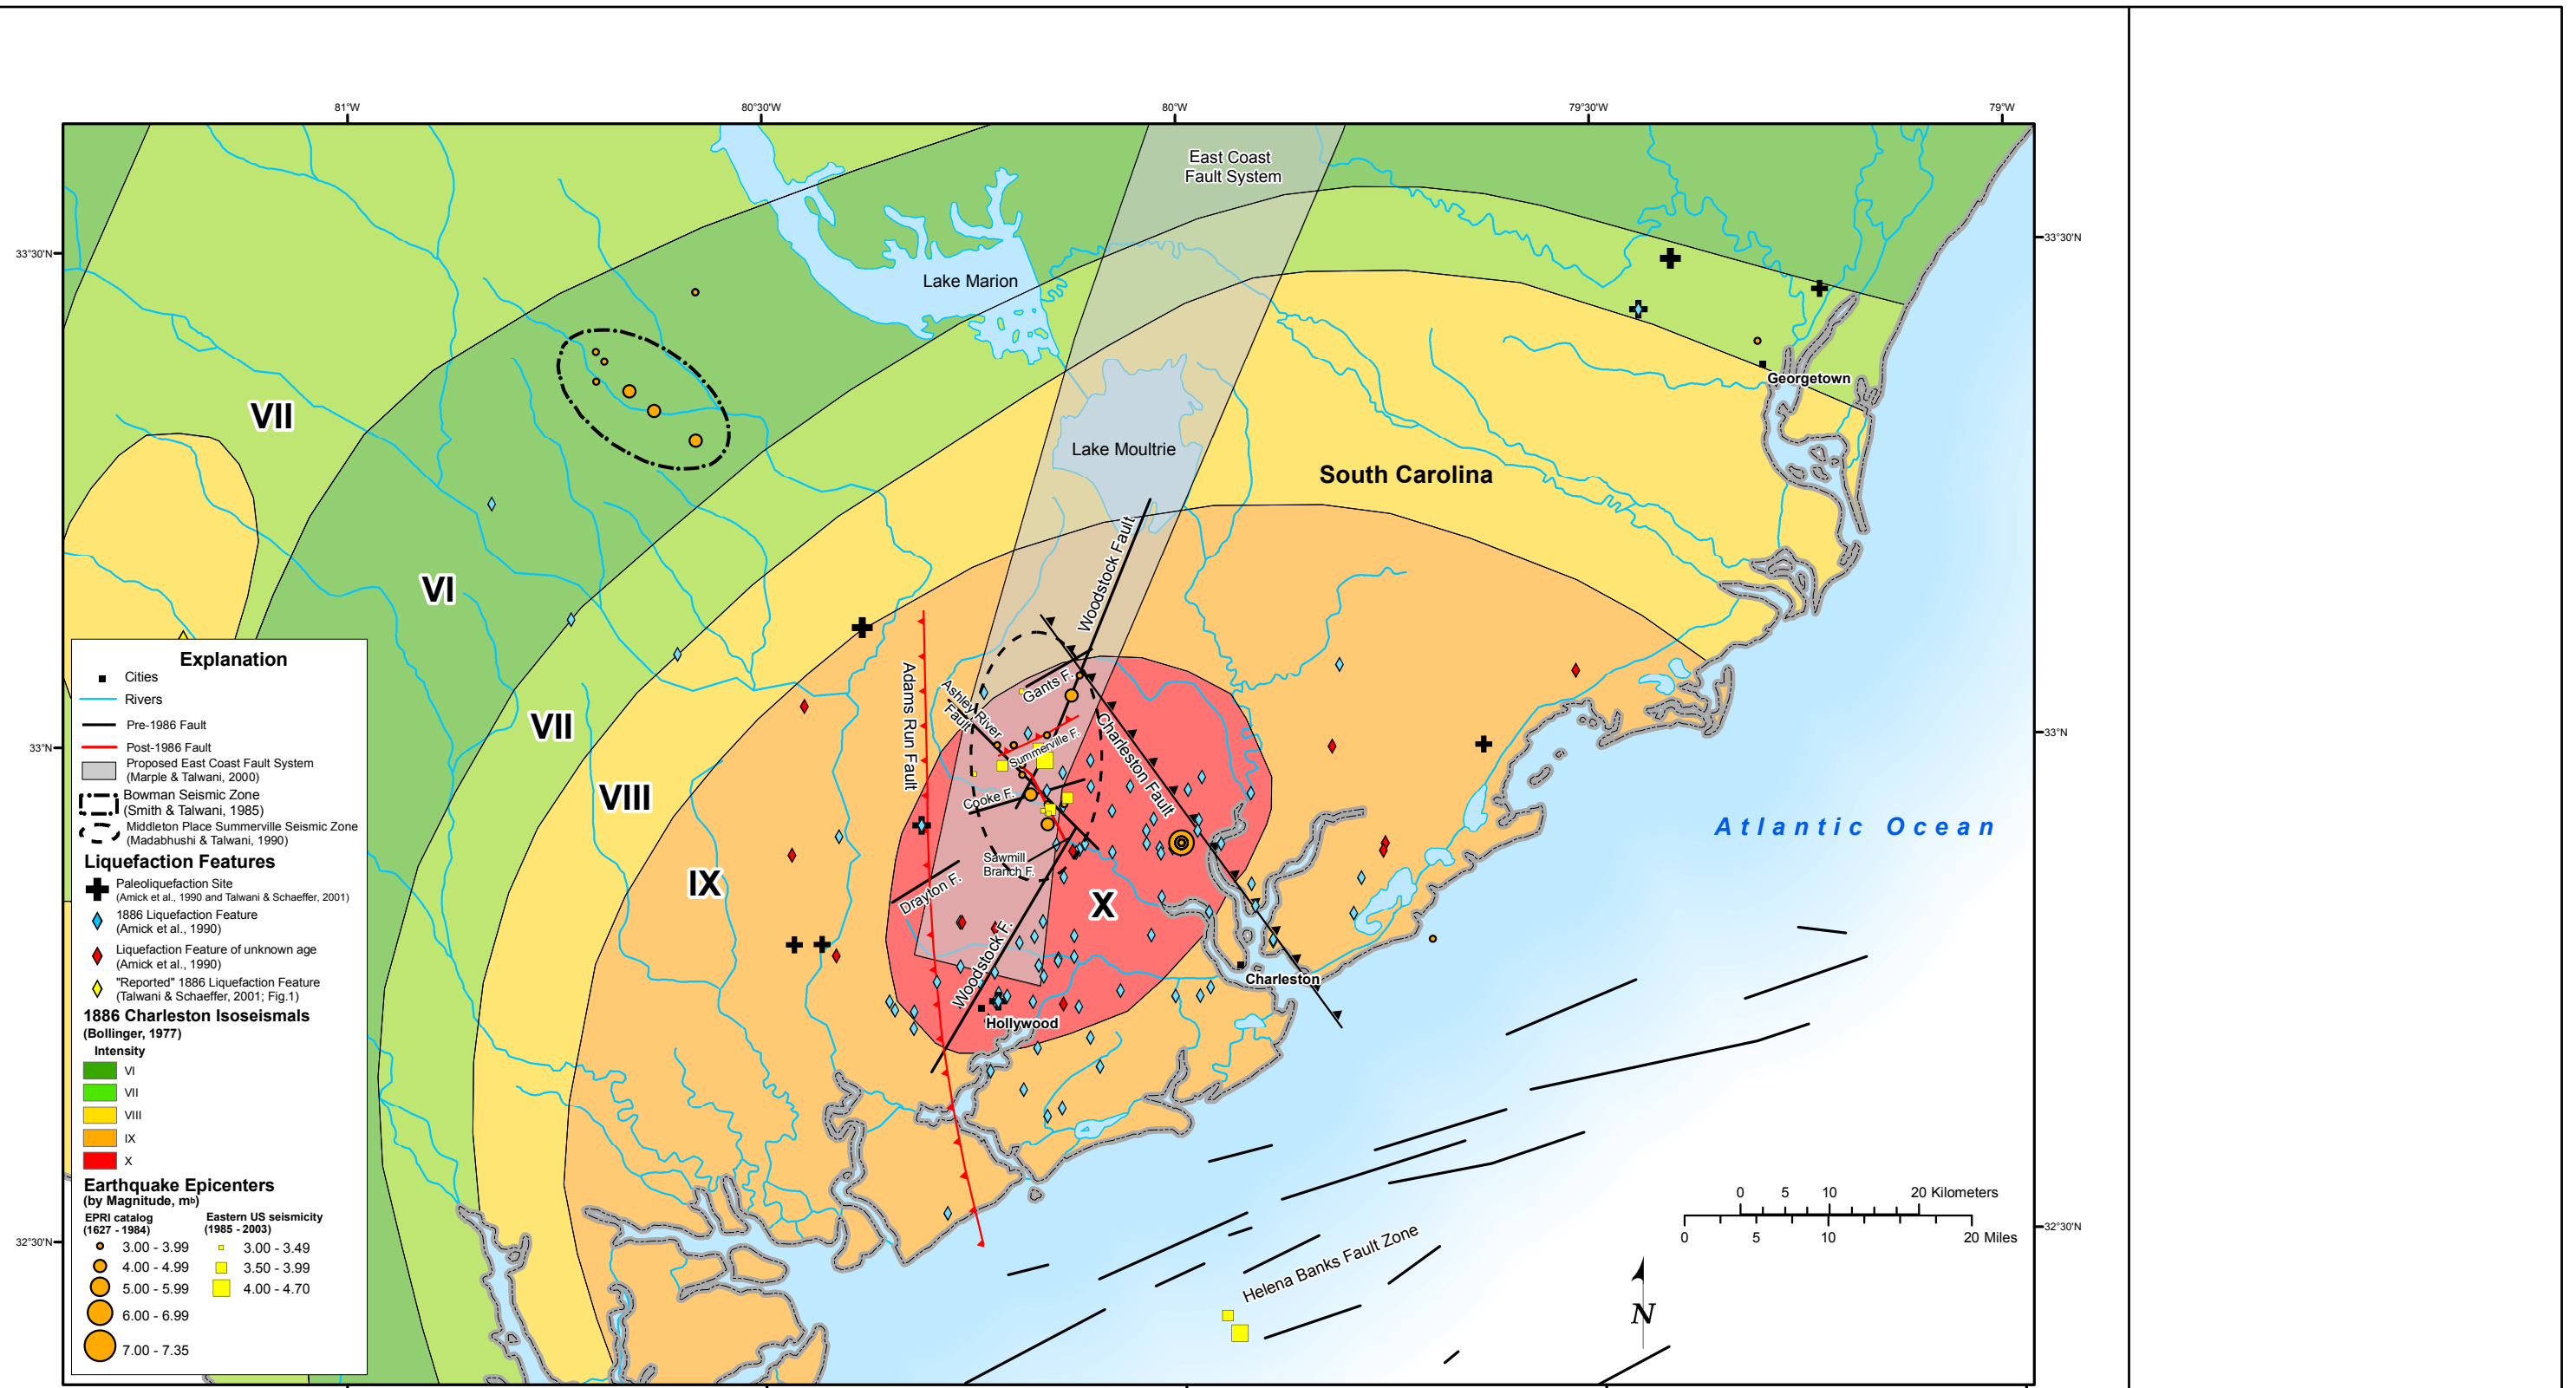 81°W
80°30'W
80°W
79°30'W
79°W
33°30'N
33°30'N
33°N
33°N
32°30'N
32°30'N
East Coast
Fault System
Lake Marion
Georgetown
VII
Lake Moultrie
South Carolina
Woodstock Fault
VI
Adams Run Fault
Ashley River
Fault
Gants F.
Charleston Fault
Summerville F.
VII
VIII
Cooke F.
Atlantic Ocean
Sawmill
Branch F.
IX
Drayton F.
X
Woodstock F.
Charleston
Hollywood
Helena Banks Fault Zone
0 5 10 20 Kilometers
0 5 10 20 Miles
N
Explanation
Cities
Rivers
Pre-1986 Fault
Post-1986 Fault
Proposed East Coast Fault System
(Marple & Talwani, 2000)
Bowman Seismic Zone
(Smith & Talwani, 1985)
Middleton Place Summerville Seismic Zone
(Madabhushi & Talwani, 1990)
Liquefaction Features
Paleoliquefaction Site
(Amick et al., 1990 and Talwani & Schaeffer, 2001)
1886 Liquefaction Feature
(Amick et al., 1990)
Liquefaction Feature of unknown age
(Amick et al., 1990)
"Reported" 1886 Liquefaction Feature
(Talwani & Schaeffer, 2001; Fig.1)
1886 Charleston Isoseismals
(Bollinger, 1977)
Intensity
VI
VII
VIII
IX
X
Earthquake Epicenters
(by Magnitude, mb)
EPRI catalog
(1627 - 1984)
3.00 - 3.99
4.00 - 4.99
5.00 - 5.99
6.00 - 6.99
7.00 - 7.35
Eastern US seismicity
(1985 - 2003)
3.00 - 3.49
3.50 - 3.99
4.00 - 4.70